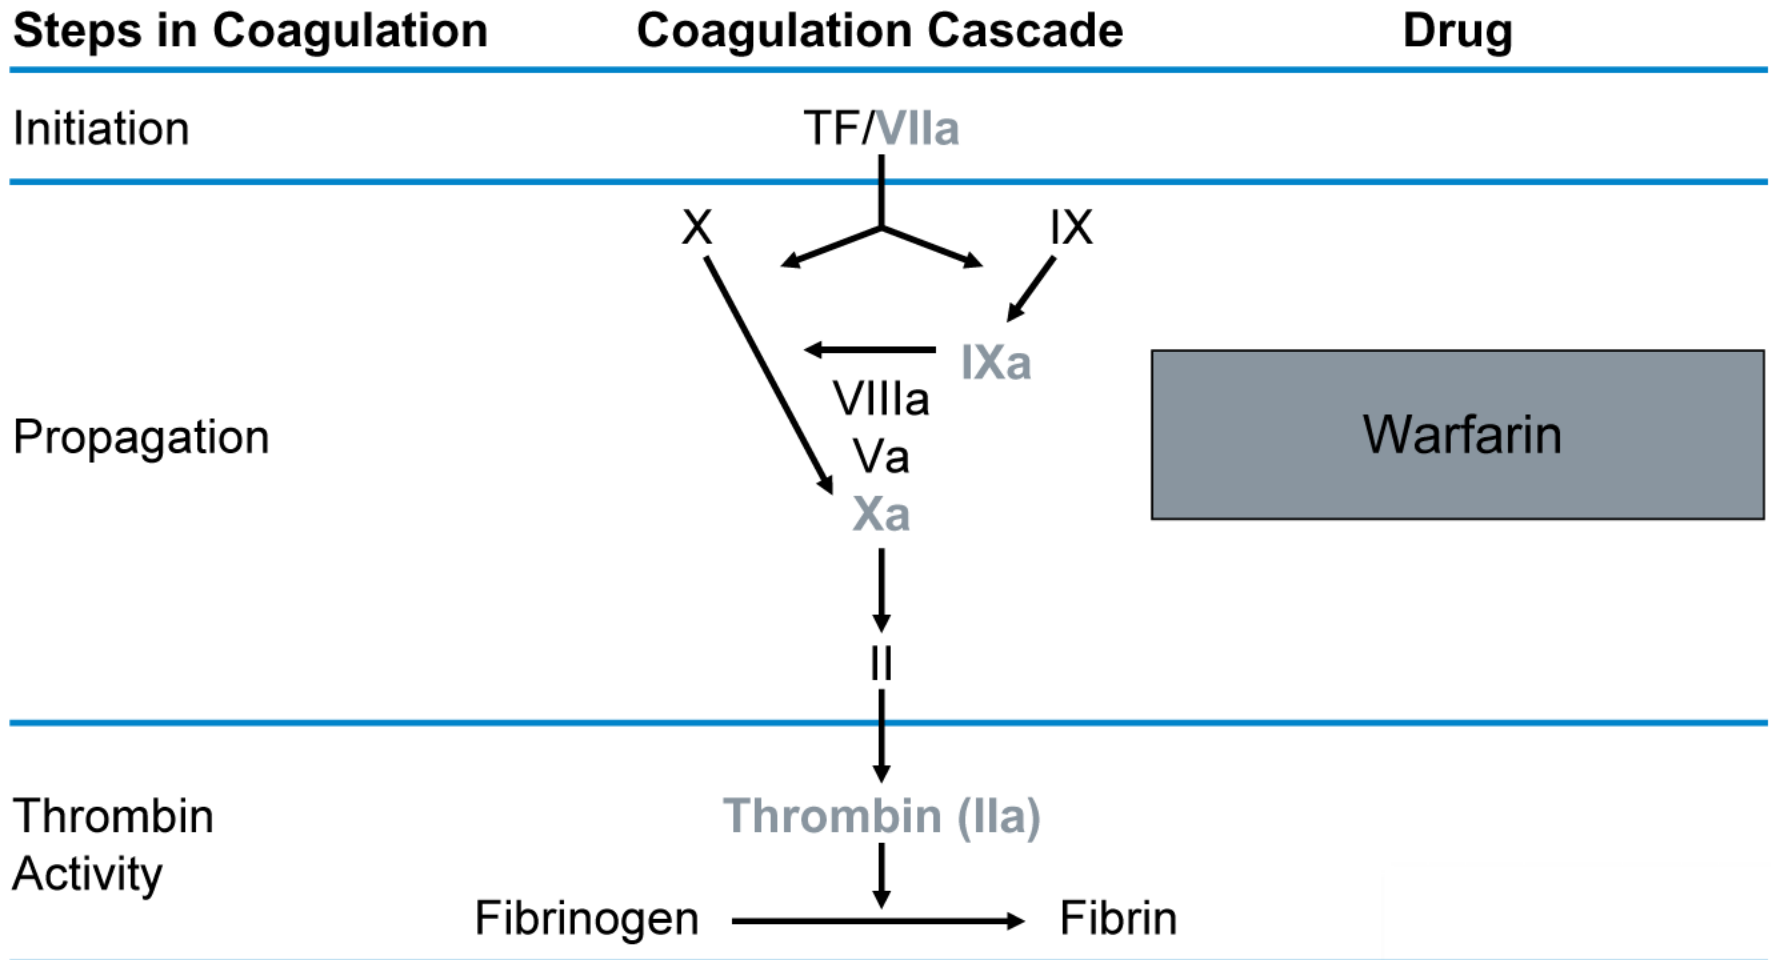 Steps in Coagulation Coagulation Cascade Drug
Initiation TF/VIIa
X IX
IXa
VIIIa
Propagation Va Warfarin
Xa
II
Thrombin Thrombin (IIa)
Activity
Fibrinogen Fibrin